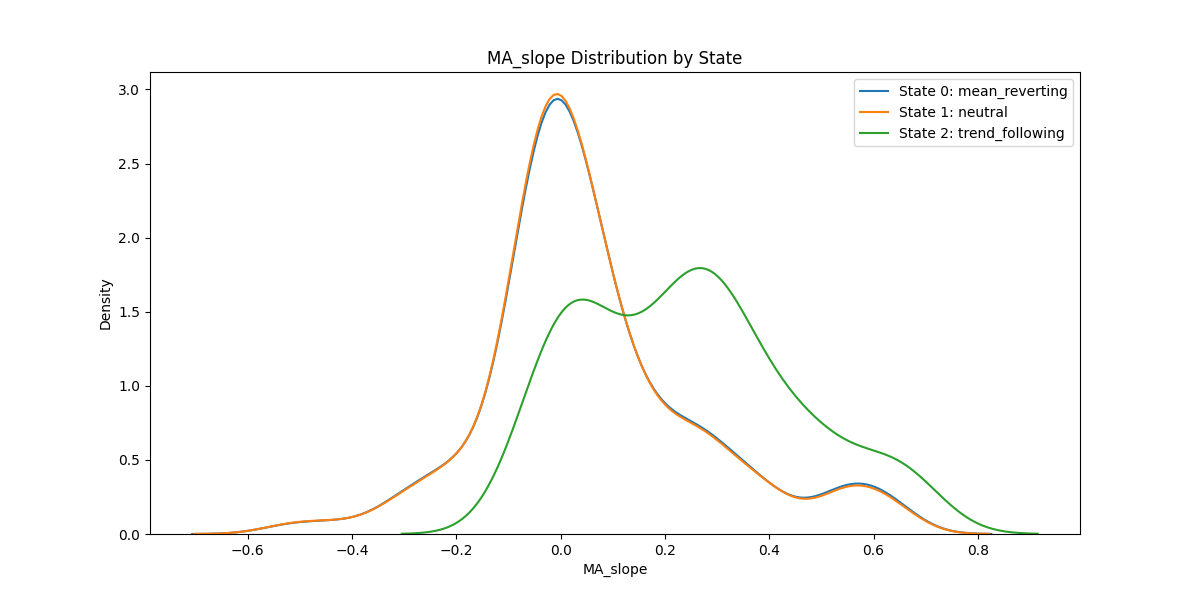 MA_slope Distribution by State
State 0: mean_reverting
State 1: neutral
State 2: trend_following
Density
3.0
2.5
2.0
1.5
1.0
0.5
0.0
−0.6 −0.4 −0.2 0.0 0.2 0.4 0.6 0.8
MA_slope